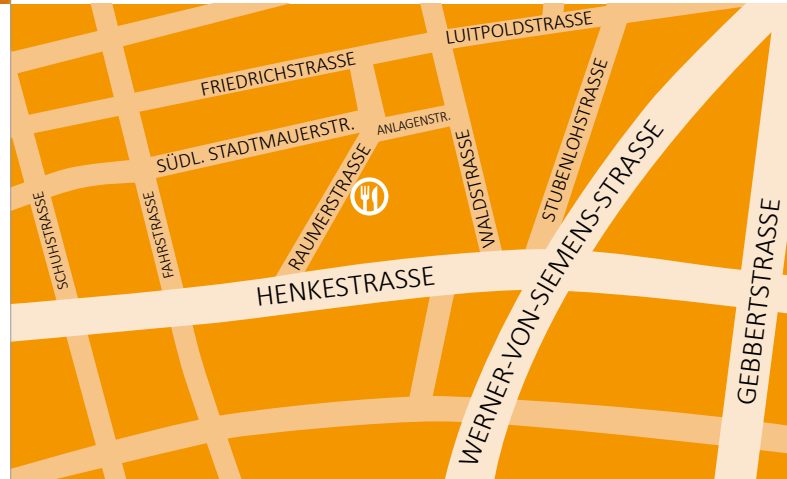 LUITPOLDSTRASSE
FRIEDRICHSTRASSE
ANLAGENSTR.
SÜDL. STADTMAUERSTR.
STUBENLOHSTRASSE
WALDSTRASSE
RAUMERSTRASSE
SCHUHSTRASSE
FAHRSTRASSE
HENKESTRASSE
WERNER-VON-SIEMENS-STRASSE
GEBBERTSTRASSE